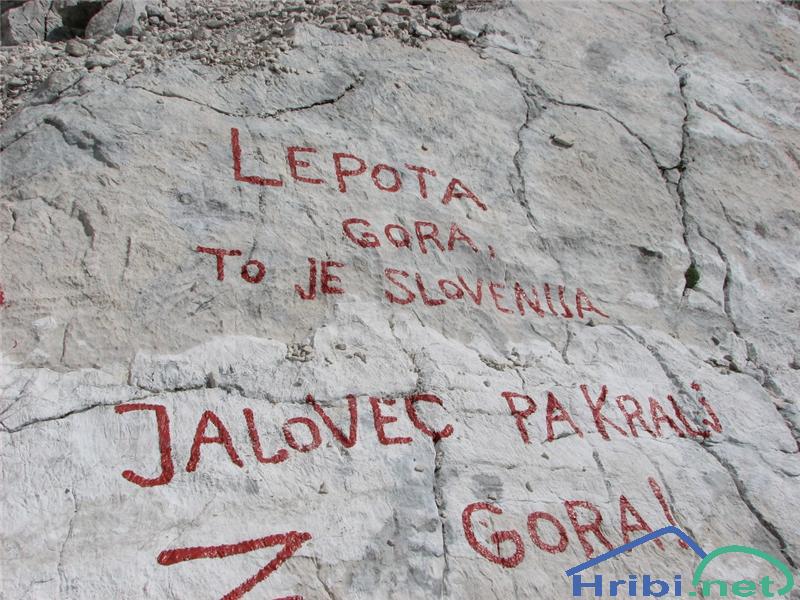 LEPOTA
GORA,
TO JE SLOVENIJA
JALOVEC PA KRALJ
GORA!
Hribi.net